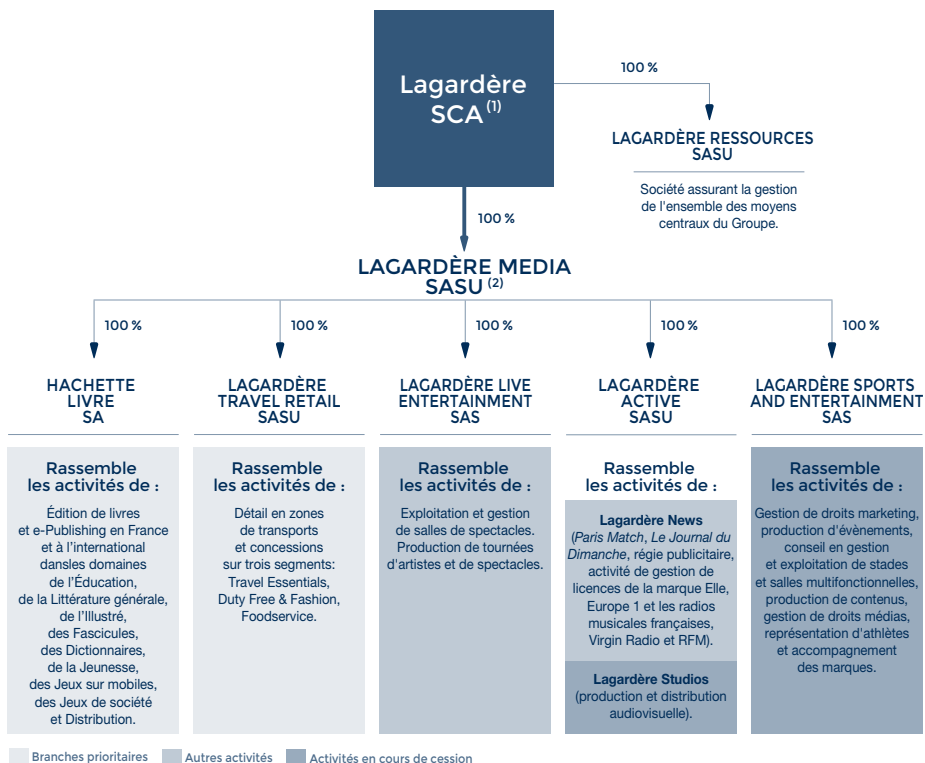 Lagardère
SCA (1)
100 %
LAGARDÈRE RESSOURCES
SASU
Société assurant la gestion
de l'ensemble des moyens
centraux du Groupe.
100 %
LAGARDÈRE MEDIA
SASU (2)
100 %
100 %
100 %
100 %
100 %
HACHETTE
LIVRE
SA
Rassemble
les activités de :
Édition de livres
et e-Publishing en France
et à l'international
dansles domaines
de l'Éducation,
de la Littérature générale,
de l'Illustré,
des Fascicules,
des Dictionnaires,
de la Jeunesse,
des Jeux sur mobiles,
des Jeux de société
et Distribution.
LAGARDÈRE
TRAVEL RETAIL
SASU
Rassemble
les activités de :
Détail en zones
de transports
et concessions
sur trois segments:
Travel Essentials,
Duty Free & Fashion,
Foodservice.
LAGARDÈRE LIVE
ENTERTAINMENT
SAS
Rassemble
les activités de :
Exploitation et gestion
de salles de spectacles.
Production de tournées
d'artistes et de spectacles.
LAGARDÈRE
ACTIVE
SASU
Rassemble
les activités de :
Lagardère News
(Paris Match, Le Journal du
Dimanche, régie publicitaire,
activité de gestion de
licences de la marque Elle,
Europe 1 et les radios
musicales françaises,
Virgin Radio et RFM).
Lagardère Studios
(production et distribution
audiovisuelle).
LAGARDÈRE SPORTS
AND ENTERTAINMENT
SAS
Rassemble
les activités de :
Gestion de droits marketing,
production d'évènements,
conseil en gestion
et exploitation de stades
et salles multifonctionnelles,
production de contenus,
gestion de droits médias,
représentation d'athlètes
et accompagnement
des marques.
Branches prioritaires
Autres activités
Activités en cours de cession